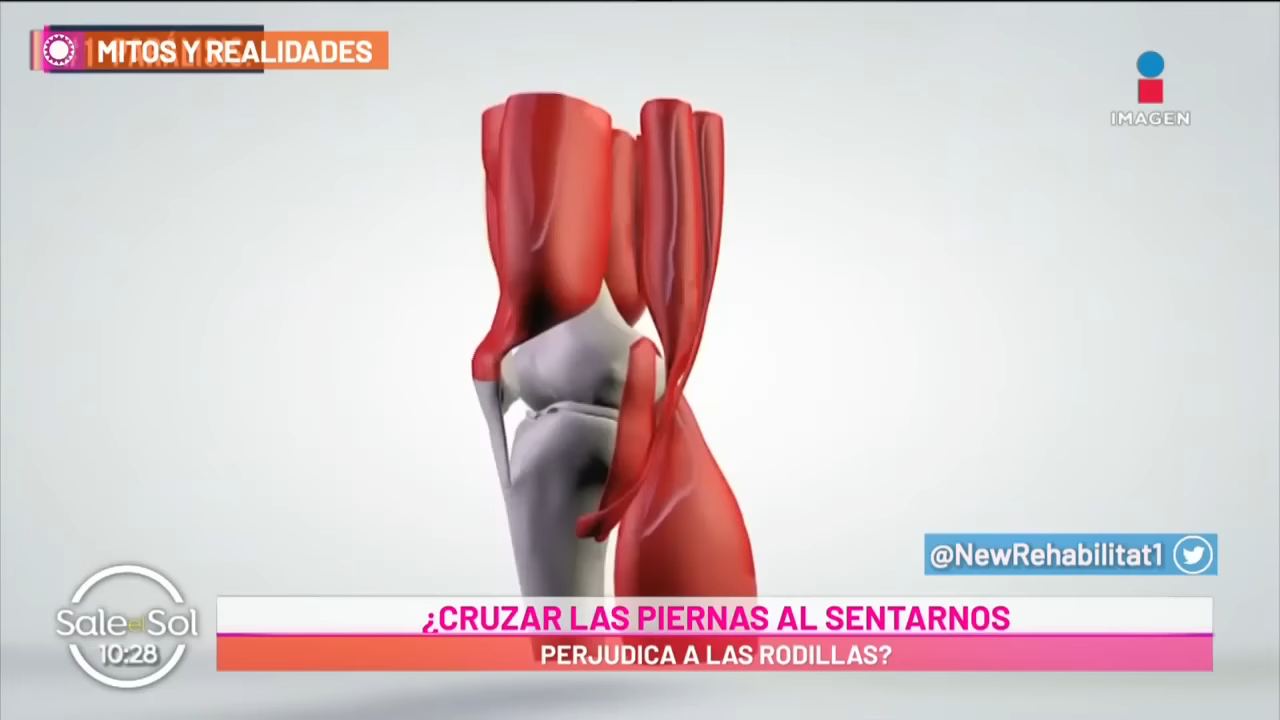 MITOS Y REALIDADES
IMAGEN
@NewRehabilitat1
Sale el Sol
10:28
¿CRUZAR LAS PIERNAS AL SENTARNOS
PERJUDICA A LAS RODILLAS?